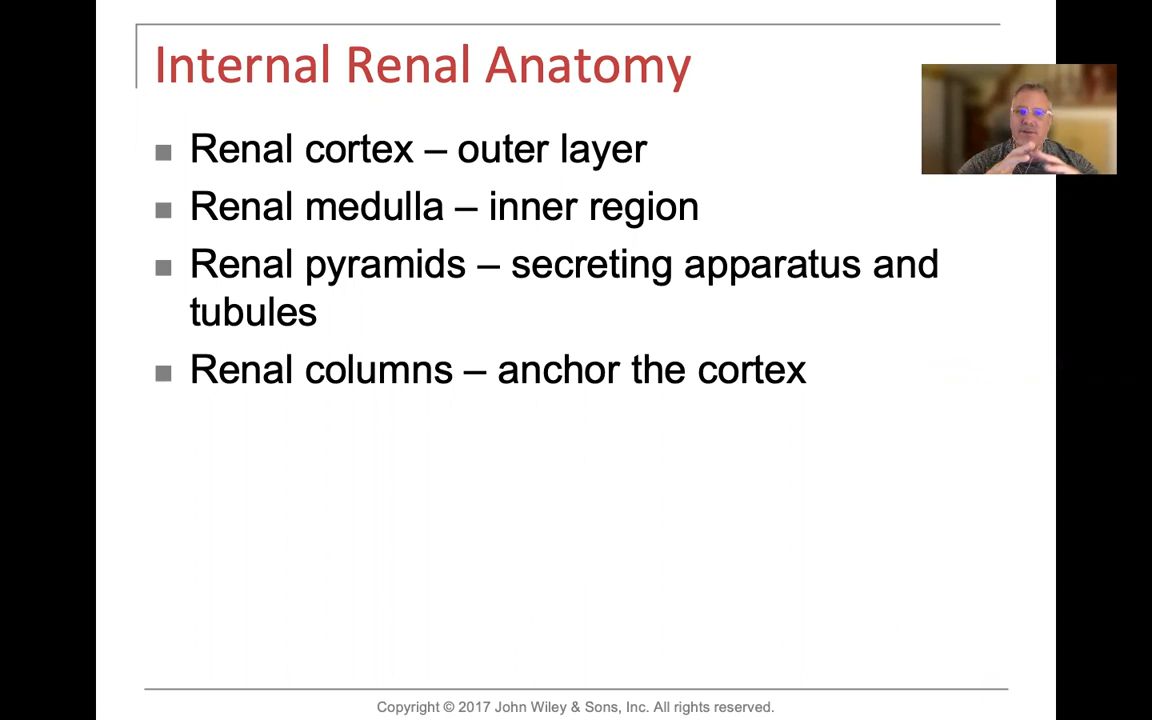 Internal Renal Anatomy
Renal cortex – outer layer
Renal medulla – inner region
Renal pyramids – secreting apparatus and
tubules
Renal columns – anchor the cortex
Copyright © 2017 John Wiley & Sons, Inc. All rights reserved.